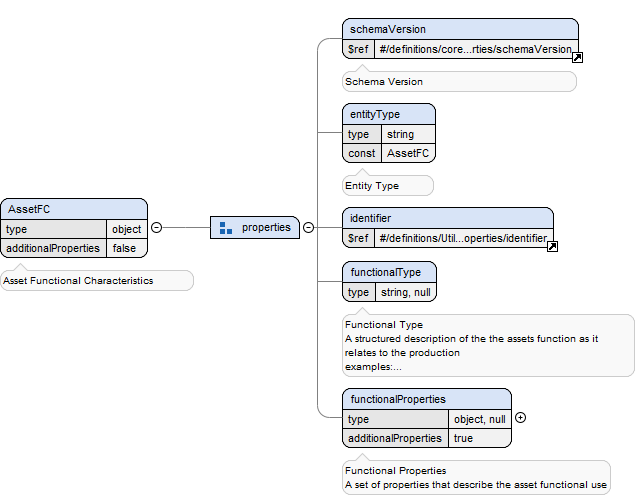 schemaVersion
$ref #/definitions/core...rties/schemaVersion
Schema Version
entityType
type string
const AssetFC
Entity Type
AssetFC
type object
additionalProperties false
Asset Functional Characteristics
properties
identifier
$ref #/definitions/Util...operties/identifier
functionalType
type string, null
Functional Type
A structured description of the the assets function as it
relates to the production
examples:...
functionalProperties
type object, null
additionalProperties true
Functional Properties
A set of properties that describe the asset functional use